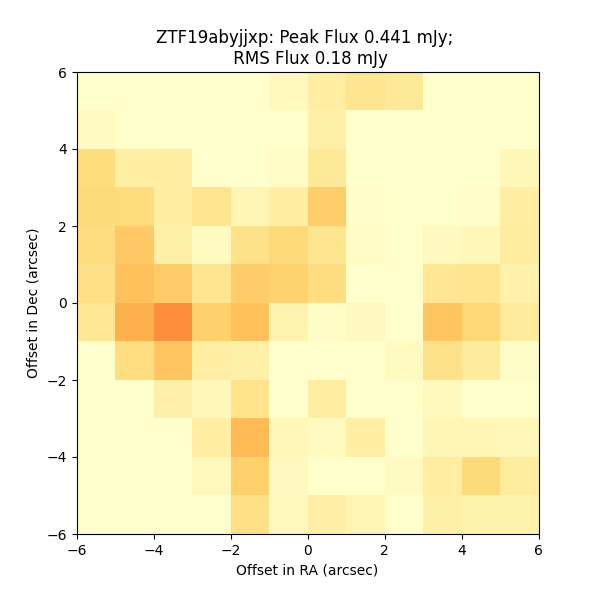 ZTF19abyjjxp: Peak Flux 0.441 mJy;
RMS Flux 0.18 mJy
6
4
2
0
−2
−4
−6
Offset in Dec (arcsec)
−6 −4 −2 0 2 4 6
Offset in RA (arcsec)